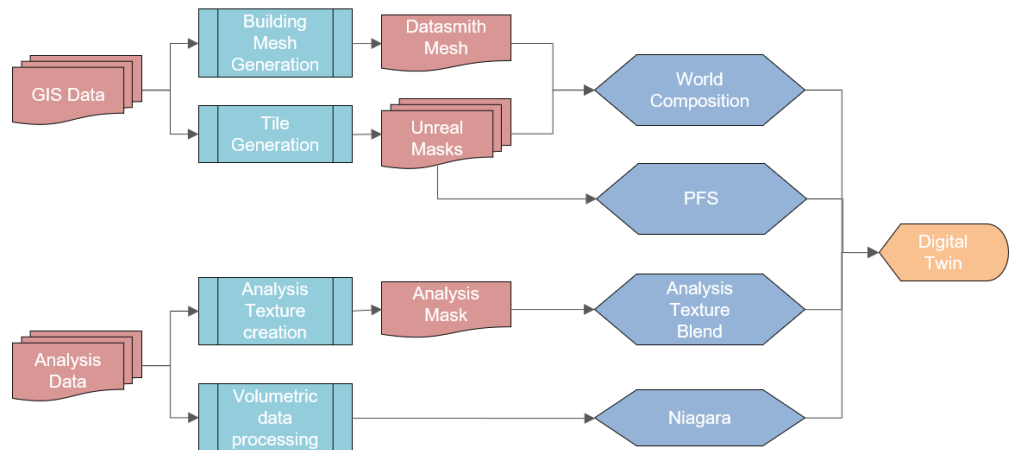 Building
Mesh
Generation
Datasmith
Mesh
GIS Data
World
Composition
Tile
Generation
Unreal
Masks
PFS
Digital
Twin
Analysis
Texture
creation
Analysis
Mask
Analysis
Texture
Blend
Analysis
Data
Volumetric
data
processing
Niagara